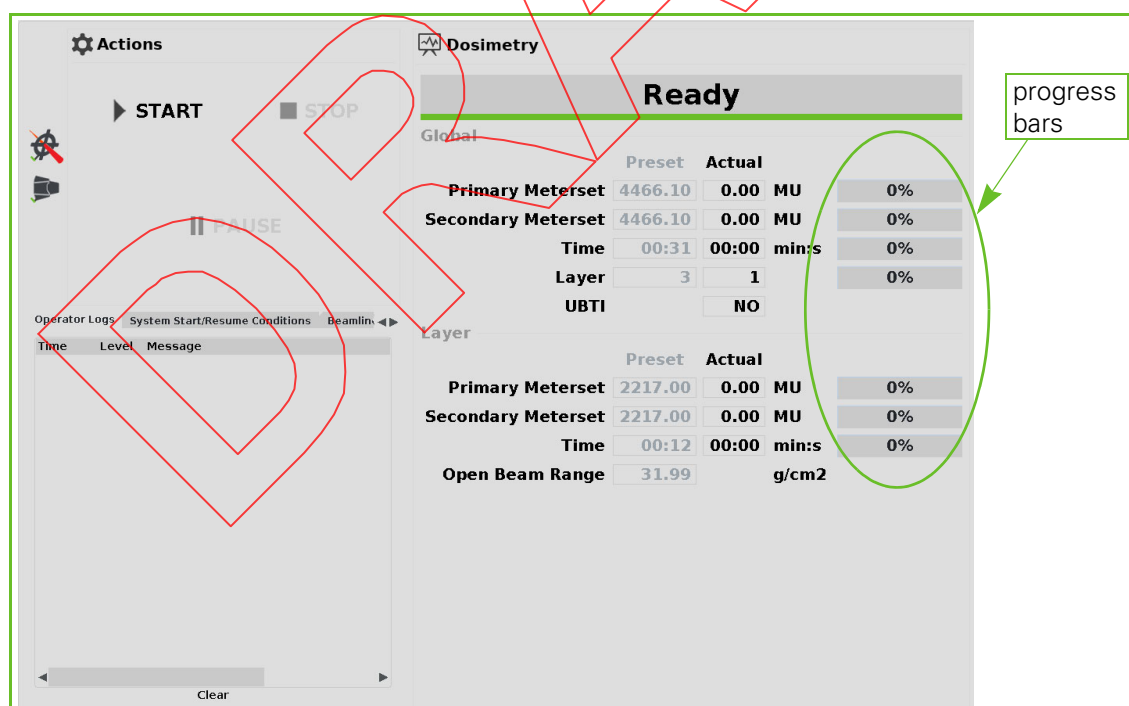 Actions
START
STOP
PAUSE
Operator Logs System Start/Resume Conditions Beamlin
Time Level Message
Clear
Dosimetry
Ready
Global
Preset Actual
Primary Meterset 4466.10 0.00 MU 0%
Secondary Meterset 4466.10 0.00 MU 0%
Time 00:31 00:00 min:s 0%
Layer 3 1 0%
UBTI NO
Layer
Preset Actual
Primary Meterset 2217.00 0.00 MU 0%
Secondary Meterset 2217.00 0.00 MU 0%
Time 00:12 00:00 min:s 0%
Open Beam Range 31.99 g/cm2
progress
bars